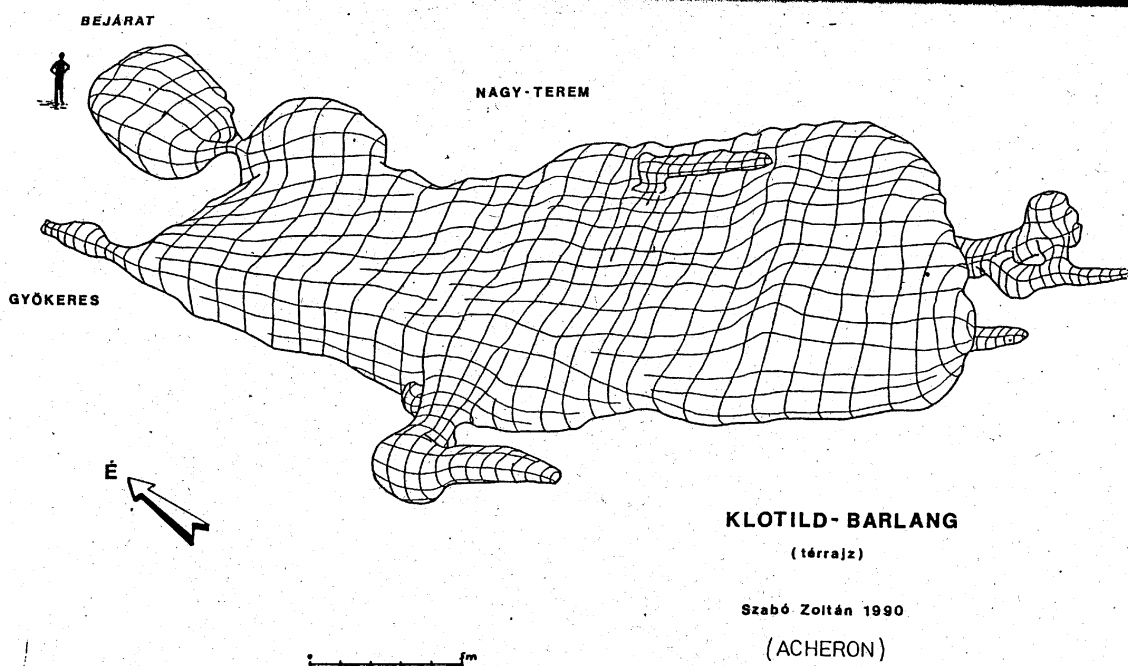 BEJÁRAT
NAGY-TEREM
GYÖKERES
É
KLOTILD-BARLANG
(térrajz)
Szabó Zoltán 1990
(ACHERON)